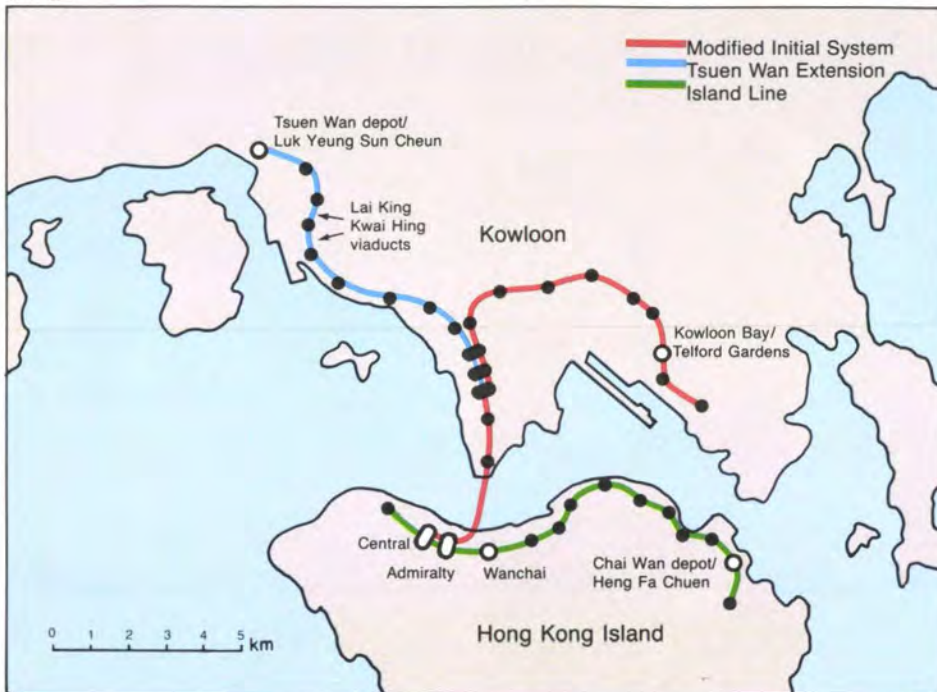 Modified Initial System
Tsuen Wan Extension
Island Line
Tsuen Wan depot/
Luk Yeung Sun Cheun
Lai King
Kwai Hing
viaducts
Kowloon
Kowloon Bay/
Telford Gardens
Central
Admiralty
Wanchai
Chai Wan depot/
Heng Fa Chuen
0 1 2 3 4 5
km
Hong Kong Island